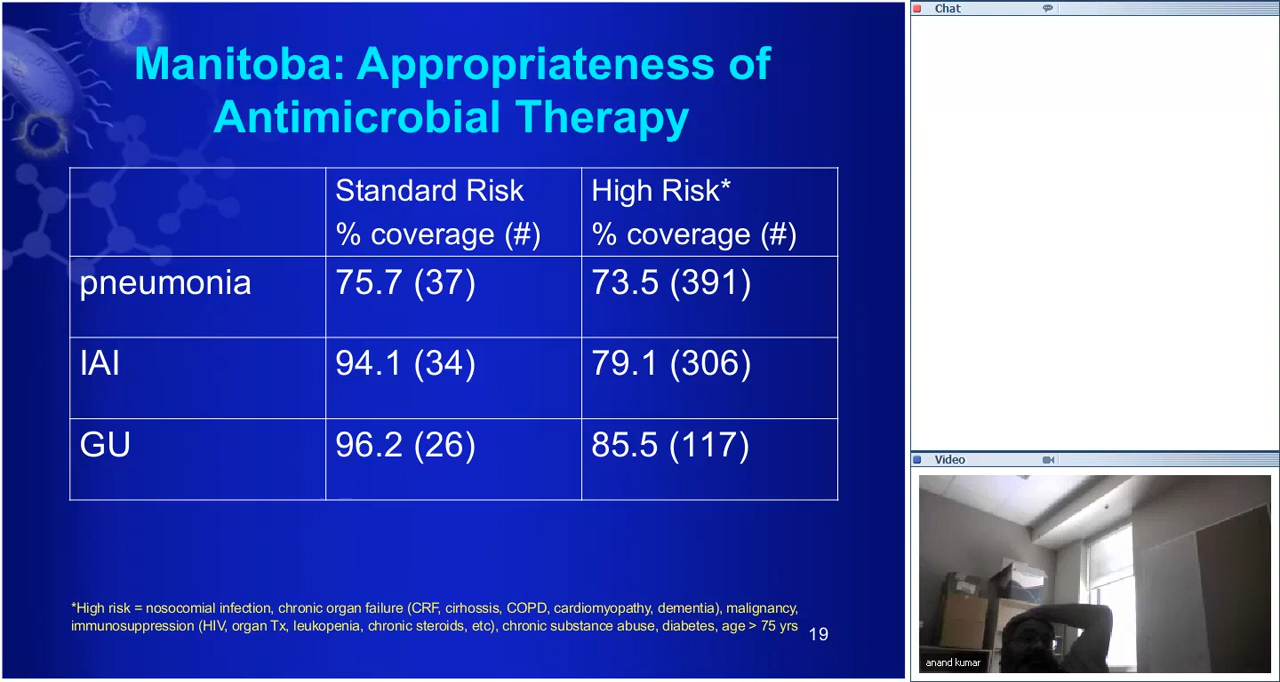 Manitoba: Appropriateness of
Antimicrobial Therapy
Standard Risk
% coverage (#)
High Risk*
% coverage (#)
pneumonia
75.7 (37)
73.5 (391)
IAI
94.1 (34)
79.1 (306)
GU
96.2 (26)
85.5 (117)
*High risk = nosocomial infection, chronic organ failure (CRF, cirhossis, COPD, cardiomyopathy, dementia), malignancy,
immunosuppression (HIV, organ Tx, leukopenia, chronic steroids, etc), chronic substance abuse, diabetes, age > 75 yrs
19
Chat
Video
anand kumar